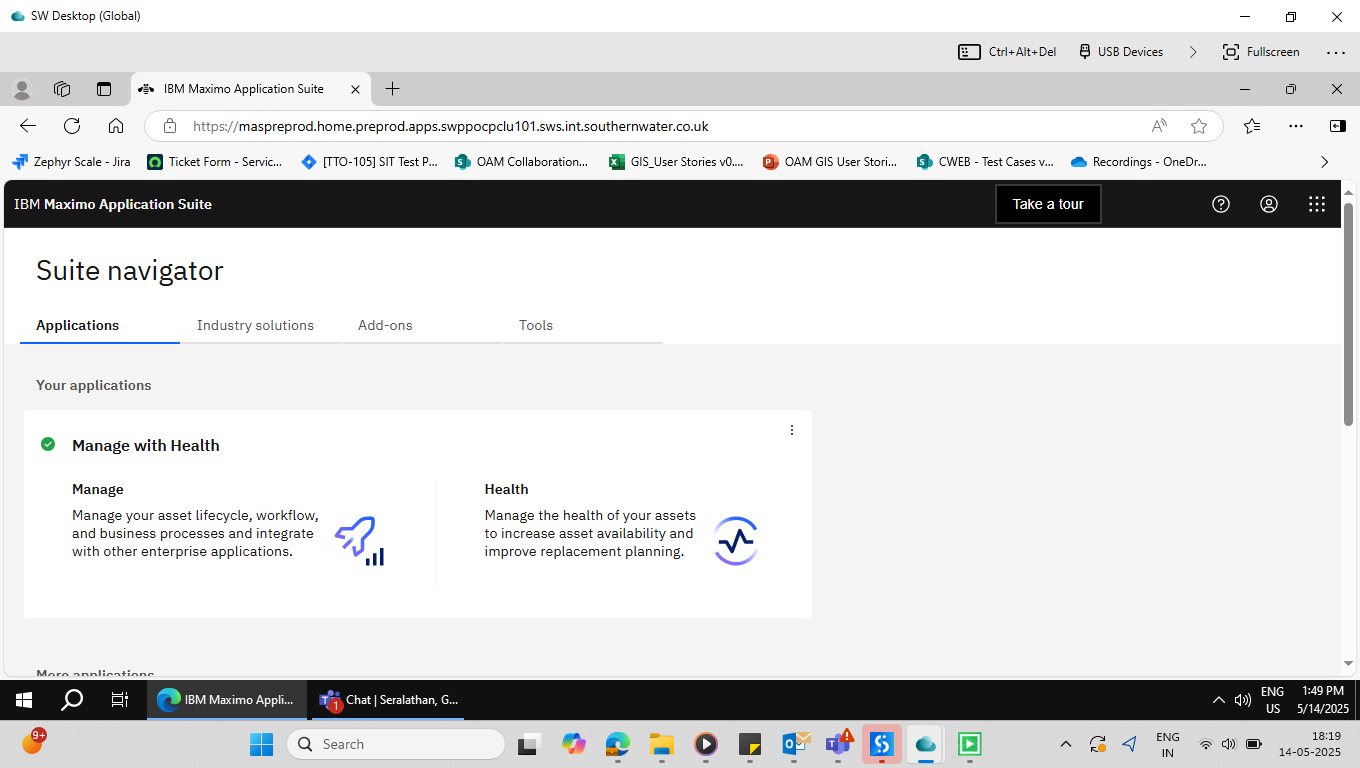 SW Desktop (Global)
Ctrl+Alt+Del
USB Devices
Fullscreen
IBM Maximo Application Suite
https://maspreprod.home.preprod.apps.swppocpclu101.sws.int.southernwater.co.uk
Zephyr Scale - Jira
Ticket Form - Servic...
[TTO-105] SIT Test P...
OAM Collaboration...
GIS_User Stories v0....
OAM GIS User Stori...
CWEB - Test Cases v...
Recordings - OneDr...
IBM Maximo Application Suite
Take a tour
Suite navigator
Applications
Industry solutions
Add-ons
Tools
Your applications
Manage with Health
Manage
Manage your asset lifecycle, workflow,
and business processes and integrate
with other enterprise applications.
Health
Manage the health of your assets
to increase asset availability and
improve replacement planning.
More applications
IBM Maximo Appli...
1
Chat | Seralathan, G...
ENG
US
1:49 PM
5/14/2025
9+
Search
ENG
IN
18:19
14-05-2025